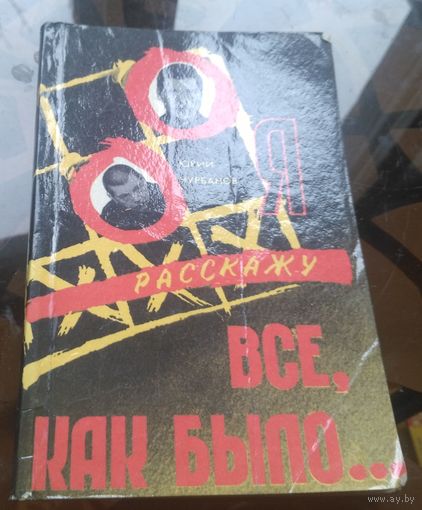 ЮРИЙ
ЧУРБАНОВ
Я
РАССКАЖУ
ВСЕ,
КАК БЫЛО...
www.ay.by